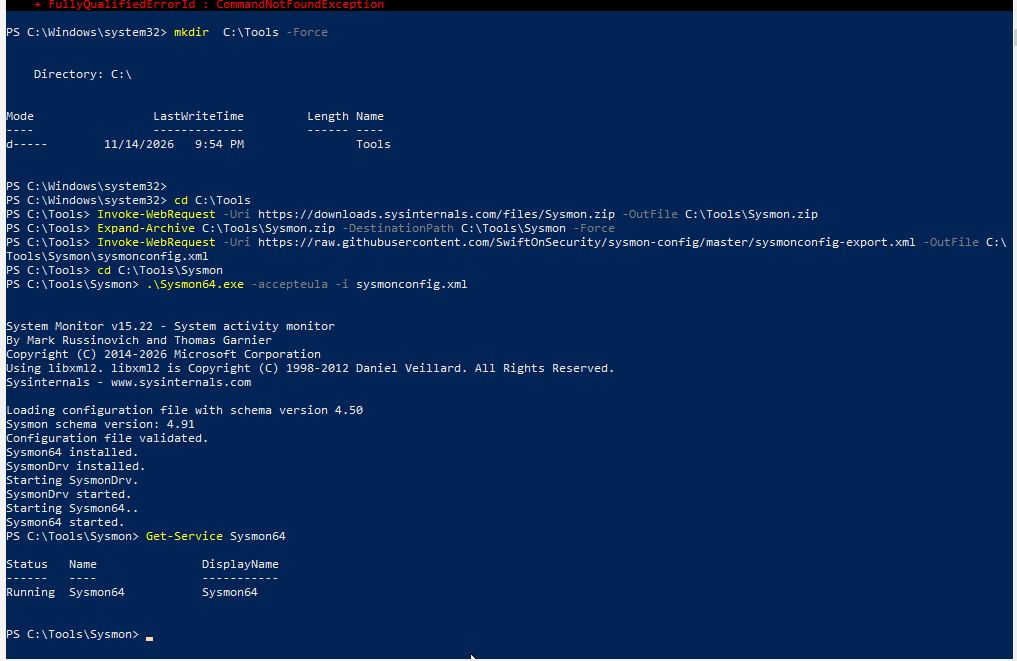 + FullyQualifiedErrorId : CommandNotFoundException
PS C:\Windows\system32> mkdir  C:\Tools -Force
    Directory: C:\
Mode                 LastWriteTime         Length Name
----                 -------------         ------ ----
d-----        11/14/2026   9:54 PM                Tools
PS C:\Windows\system32>
PS C:\Windows\system32> cd C:\Tools
PS C:\Tools> Invoke-WebRequest -Uri https://downloads.sysinternals.com/files/Sysmon.zip -OutFile C:\Tools\Sysmon.zip
PS C:\Tools> Expand-Archive C:\Tools\Sysmon.zip -DestinationPath C:\Tools\Sysmon -Force
PS C:\Tools> Invoke-WebRequest -Uri https://raw.githubusercontent.com/SwiftOnSecurity/sysmon-config/master/sysmonconfig-export.xml -OutFile C:\
Tools\Sysmon\sysmonconfig.xml
PS C:\Tools> cd C:\Tools\Sysmon
PS C:\Tools\Sysmon> .\Sysmon64.exe -accepteula -i sysmonconfig.xml
System Monitor v15.22 - System activity monitor
By Mark Russinovich and Thomas Garnier
Copyright (C) 2014-2026 Microsoft Corporation
Using libxml2. libxml2 is Copyright (C) 1998-2012 Daniel Veillard. All Rights Reserved.
Sysinternals - www.sysinternals.com
Loading configuration file with schema version 4.50
Sysmon schema version: 4.91
Configuration file validated.
Sysmon64 installed.
SysmonDrv installed.
Starting SysmonDrv.
SysmonDrv started.
Starting Sysmon64..
Sysmon64 started.
PS C:\Tools\Sysmon> Get-Service Sysmon64
Status   Name               DisplayName
------   ----               -----------
Running  Sysmon64           Sysmon64
PS C:\Tools\Sysmon>